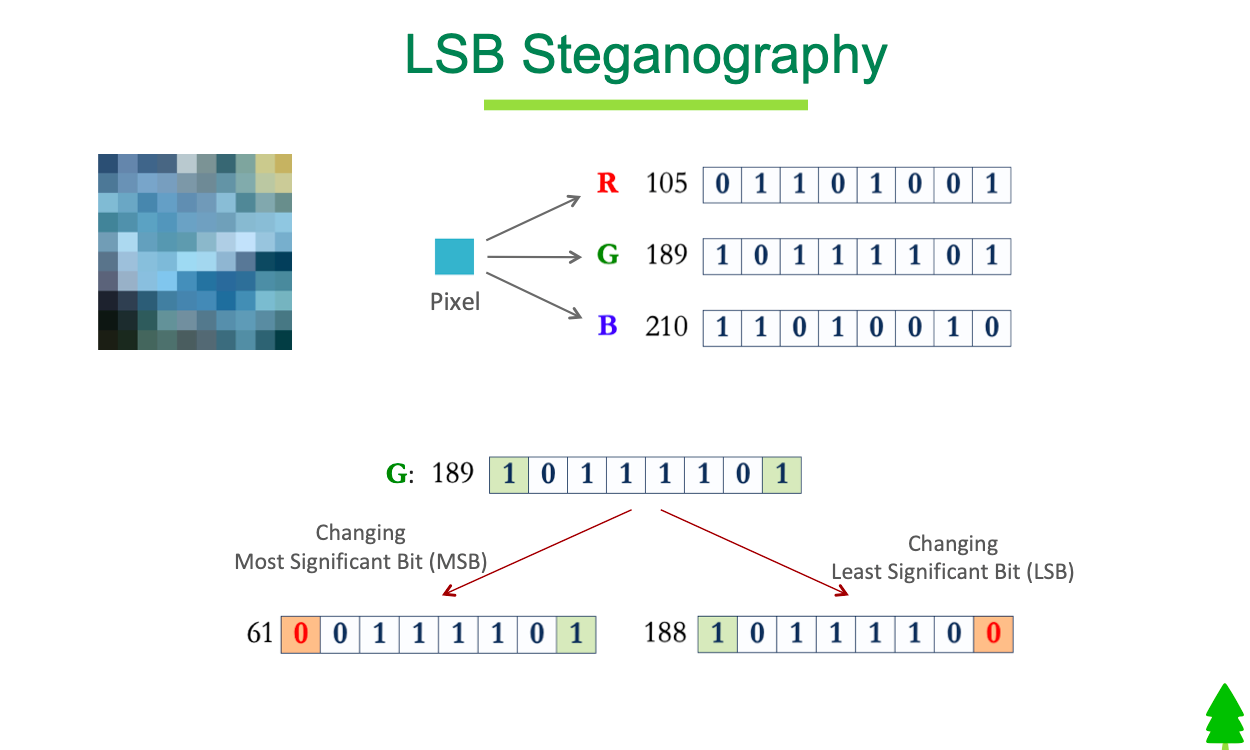 LSB Steganography
R 105 0 1 1 0 1 0 0 1
G 189 1 0 1 1 1 1 0 1
Pixel
B 210 1 1 0 1 0 0 1 0
G: 189 1 0 1 1 1 1 0 1
Changing
Most Significant Bit (MSB)
Changing
Least Significant Bit (LSB)
61 0 0 1 1 1 1 0 1
188 1 0 1 1 1 1 0 0